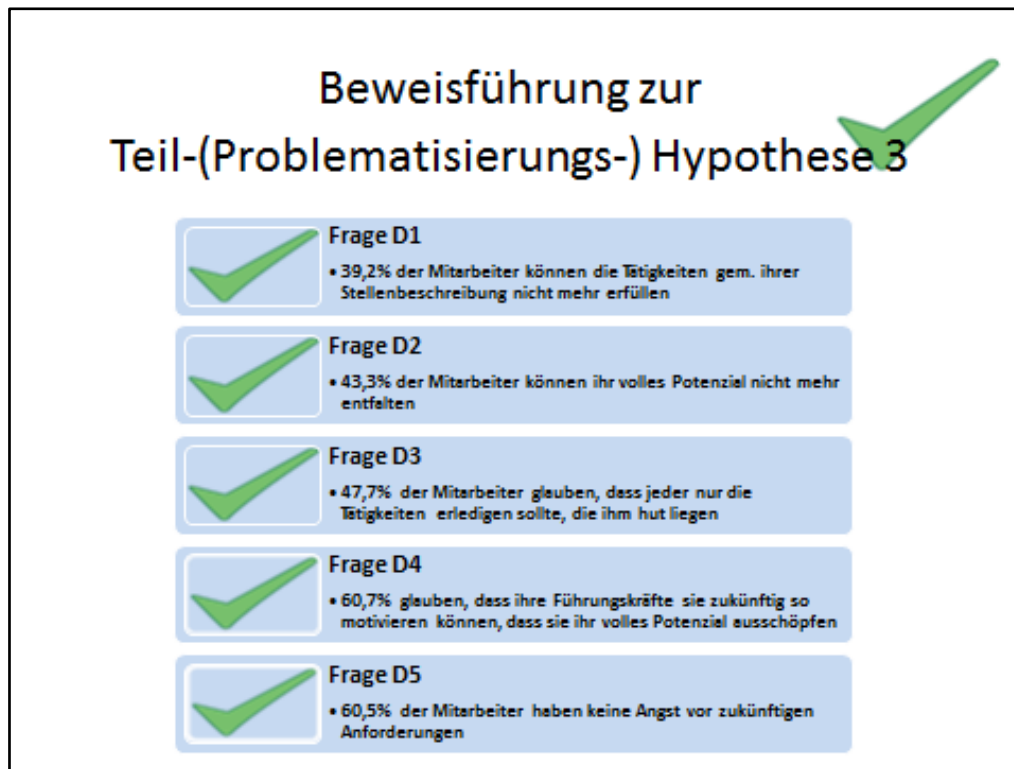 Beweisführung zur
Teil-(Problematisierungs-) Hypothese 3
Frage D1
• 39,2% der Mitarbeiter können die Tätigkeiten gem. ihrer
Stellenbeschreibung nicht mehr erfüllen
Frage D2
• 43,3% der Mitarbeiter können ihr volles Potenzial nicht mehr
entfalten
Frage D3
• 47,7% der Mitarbeiter glauben, dass jeder nur die
Tätigkeiten erledigen sollte, die ihm hut liegen
Frage D4
• 60,7% glauben, dass ihre Führungskräfte sie zukünftig so
motivieren können, dass sie ihr volles Potenzial ausschöpfen
Frage D5
• 60,5% der Mitarbeiter haben keine Angst vor zukünftigen
Anforderungen